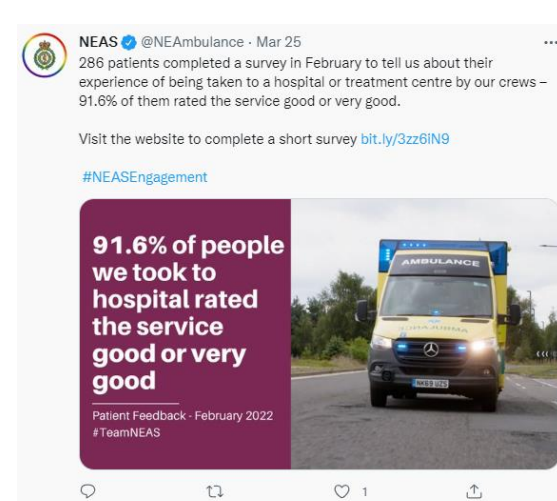 NEAS @NEAmbulance · Mar 25
286 patients completed a survey in February to tell us about their
experience of being taken to a hospital or treatment centre by our crews –
91.6% of them rated the service good or very good.
Visit the website to complete a short survey bit.ly/3zz6iN9
#NEASEngagement
91.6% of people
we took to
hospital rated
the service
good or very
good
Patient Feedback - February 2022
#TeamNEAS
AMBULANCE
NK69 UZS
1